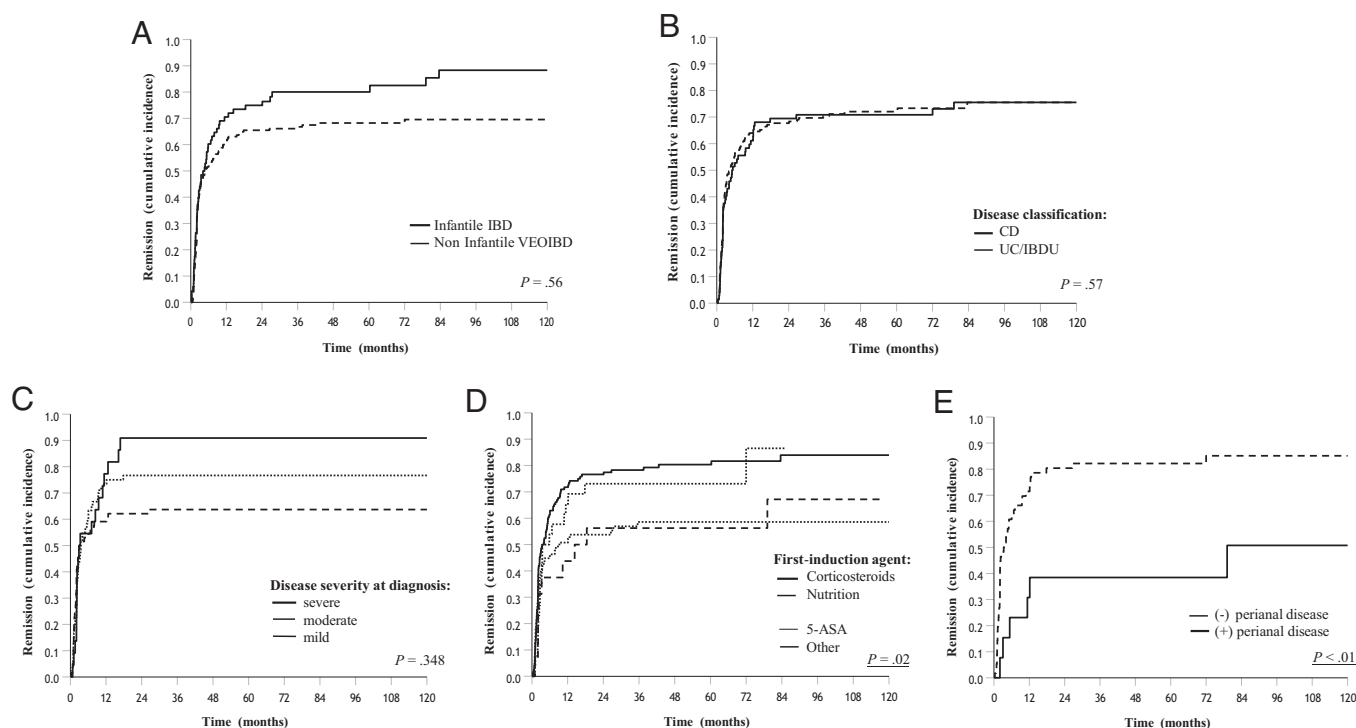 A
Remission (cumulative incidence)
1.0
0.9
0.8
0.7
0.6
0.5
0.4
0.3
0.2
0.1
0.0
Infantile IBD
Non Infantile VEOIBD
P = .56
0 12 24 36 48 60 72 84 96 108 120
Time (months)
B
Remission (cumulative incidence)
1.0
0.9
0.8
0.7
0.6
0.5
0.4
0.3
0.2
0.1
0.0
Disease classification:
CD
UC/IBDU
P = .57
0 12 24 36 48 60 72 84 96 108 120
Time (months)
C
Remission (cumulative incidence)
1.0
0.9
0.8
0.7
0.6
0.5
0.4
0.3
0.2
0.1
0.0
Disease severity at diagnosis:
severe
moderate
mild
P = .348
0 12 24 36 48 60 72 84 96 108 120
Time (months)
D
Remission (cumulative incidence)
1.0
0.9
0.8
0.7
0.6
0.5
0.4
0.3
0.2
0.1
0.0
First-induction agent:
Corticosteroids
Nutrition
5-ASA
Other
P = .02
0 12 24 36 48 60 72 84 96 108 120
Time (months)
E
Remission (cumulative incidence)
1.0
0.9
0.8
0.7
0.6
0.5
0.4
0.3
0.2
0.1
0.0
(-) perianal disease
(+) perianal disease
P < .01
0 12 24 36 48 60 72 84 96 108 120
Time (months)